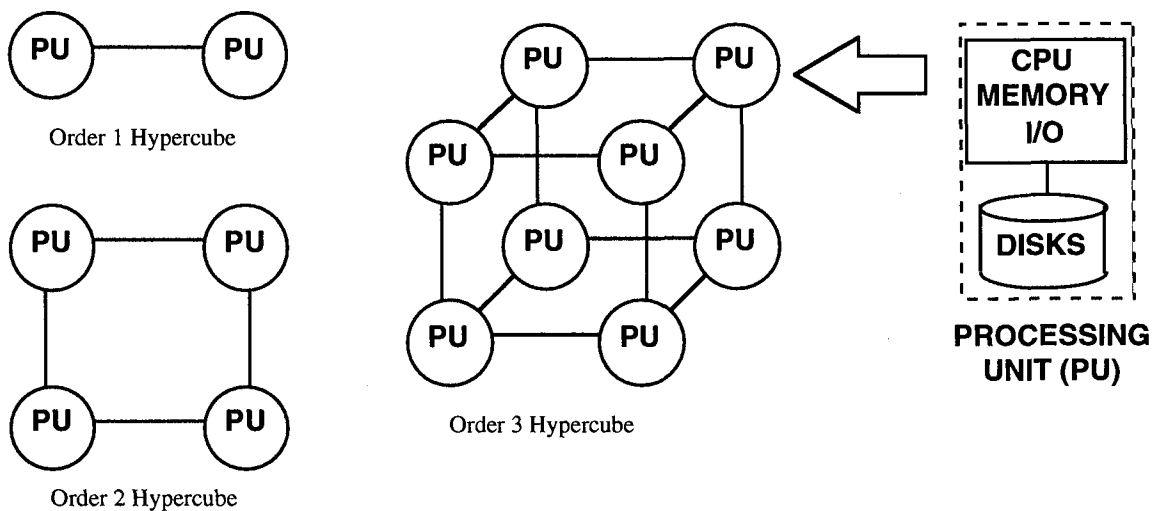 PU PU
Order 1 Hypercube
PU PU
PU PU
Order 2 Hypercube
PU PU
PU PU
PU PU
PU PU
Order 3 Hypercube
CPU
MEMORY
I/O
DISKS
PROCESSING
UNIT (PU)